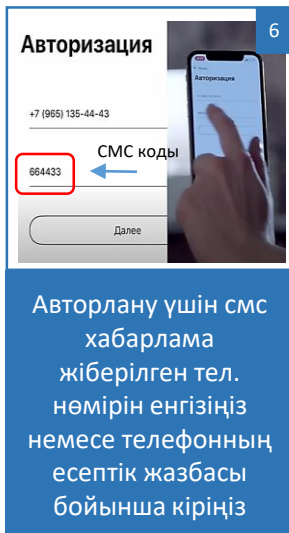 6
Авторизация
+7 (965) 135-44-43
СМС коды
664433
Далее
Авторизация
Авторлану үшін смс
хабарлама
жіберілген тел.
нөмірін енгізіңіз
немесе телефонның
есептік жазбасы
бойынша кіріңіз